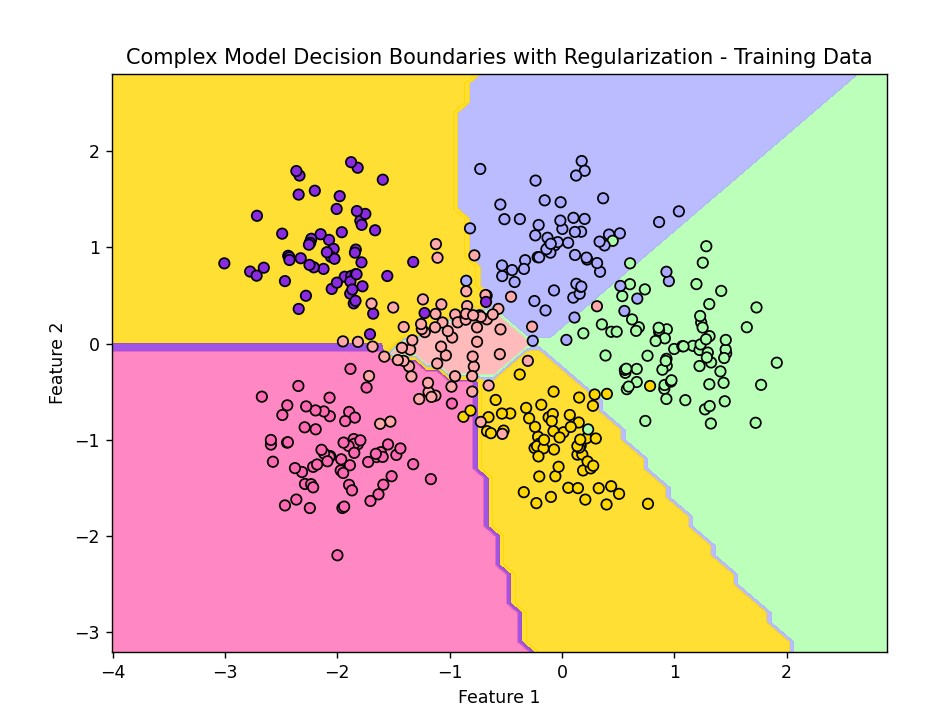 Complex Model Decision Boundaries with Regularization - Training Data
2
1
0
−1
−2
−3
Feature 2
−4 −3 −2 −1 0 1 2
Feature 1